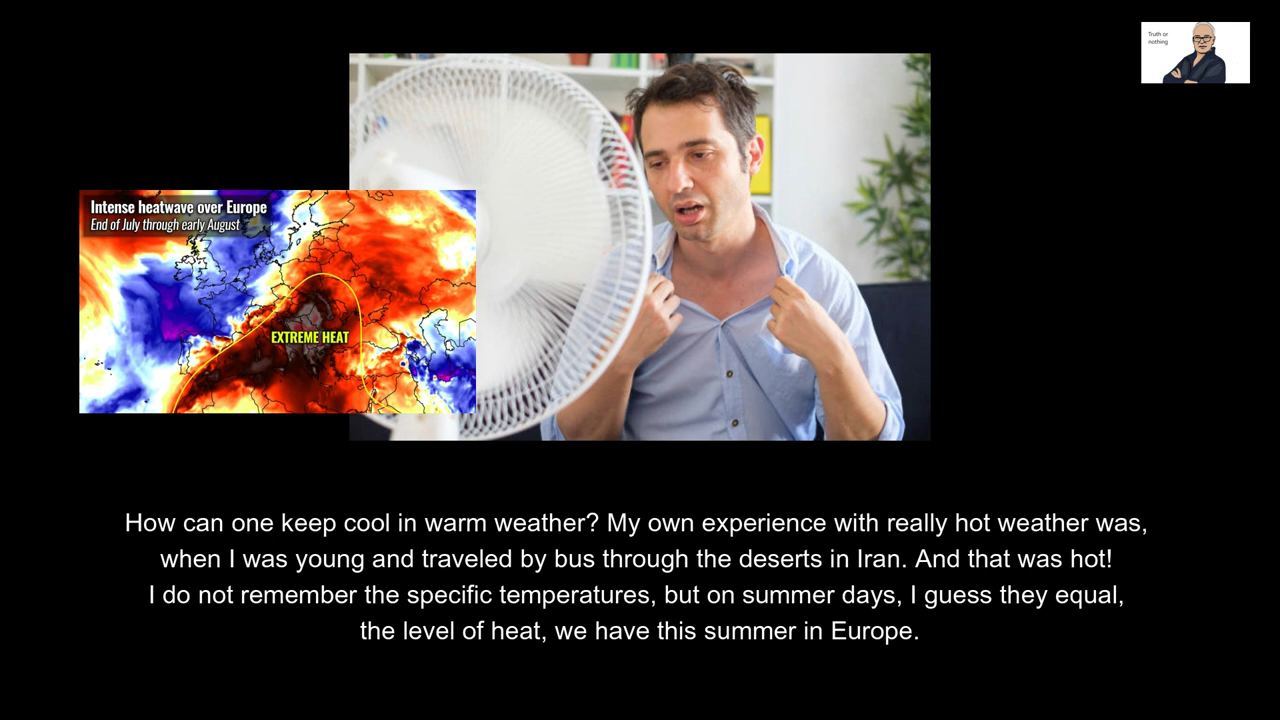 Truth or
nothing
Intense heatwave over Europe
End of July through early August
EXTREME HEAT
How can one keep cool in warm weather? My own experience with really hot weather was,
when I was young and traveled by bus through the deserts in Iran. And that was hot!
I do not remember the specific temperatures, but on summer days, I guess they equal,
the level of heat, we have this summer in Europe.